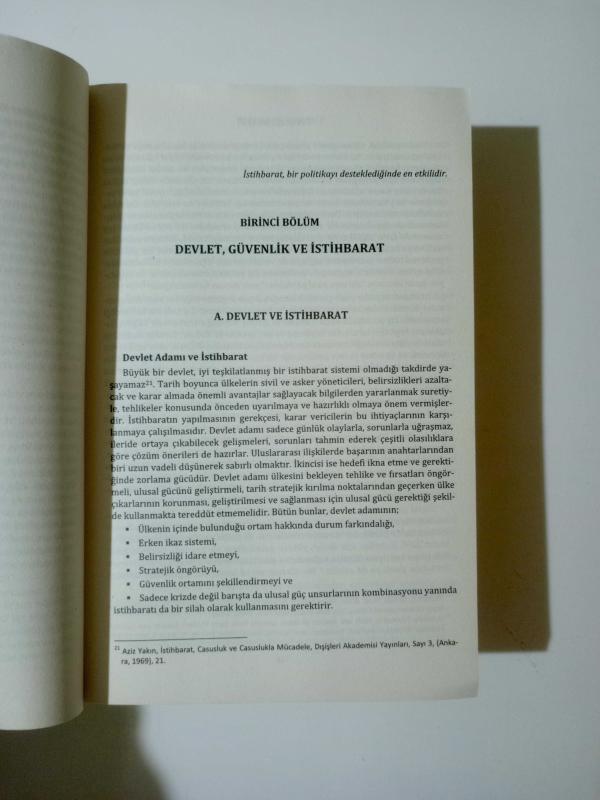 İstihbarat, bir politikayı desteklediğinde en etkilidir.
BİRİNCİ BÖLÜM
DEVLET, GÜVENLİK VE İSTİHBARAT
A. DEVLET VE İSTİHBARAT
Devlet Adamı ve İstihbarat
Büyük bir devlet, iyi teşkilatlanmış bir istihbarat sistemi olmadığı takdirde ya-
şayamaz²¹. Tarih boyunca ülkelerin sivil ve asker yöneticileri, belirsizlikleri azalta-
cak ve karar almada önemli avantajlar sağlayacak bilgilerden yararlanmak suretiy-
le, tehlikeler konusunda önceden uyarılmaya ve hazırlıklı olmaya önem vermişler-
dir. İstihbaratın yapılmasının gerekçesi, karar vericilerin bu ihtiyaçlarının karşı-
lanmaya çalışılmasıdır. Devlet adamı sadece günlük olaylarla, sorunlarla uğraşmaz,
ileride ortaya çıkabilecek gelişmeleri, sorunları tahmin ederek çeşitli olasılıklara
göre çözüm önerileri de hazırlar. Uluslararası ilişkilerde başarının anahtarlarından
biri uzun vadeli düşünerek sabırlı olmaktır. İkincisi ise hedefi ikna etme ve gerekti-
ğinde zorlama gücüdür. Devlet adamı ülkesini bekleyen tehlike ve fırsatları öngör-
meli, ulusal gücünü geliştirmeli, tarih stratejik kırılma noktalarından geçerken ülke
çıkarlarının korunması, geliştirilmesi ve sağlanması için ulusal gücü gerektiği şekil-
de kullanmakta tereddüt etmemelidir. Bütün bunlar, devlet adamının;
▪ Ülkenin içinde bulunduğu ortam hakkında durum farkındalığı,
▪ Erken ikaz sistemi,
▪ Belirsizliği idare etmeyi,
▪ Stratejik öngörüyü,
▪ Güvenlik ortamını şekillendirmeyi ve
▪ Sadece krizde değil barışta da ulusal güç unsurlarının kombinasyonu yanında
istihbaratı da bir silah olarak kullanmasını gerektirir.
²¹ Aziz Yakın, İstihbarat, Casusluk ve Casuslukla Mücadele, Dışişleri Akademisi Yayınları, Sayı 3, (Anka-
ra, 1969), 21.